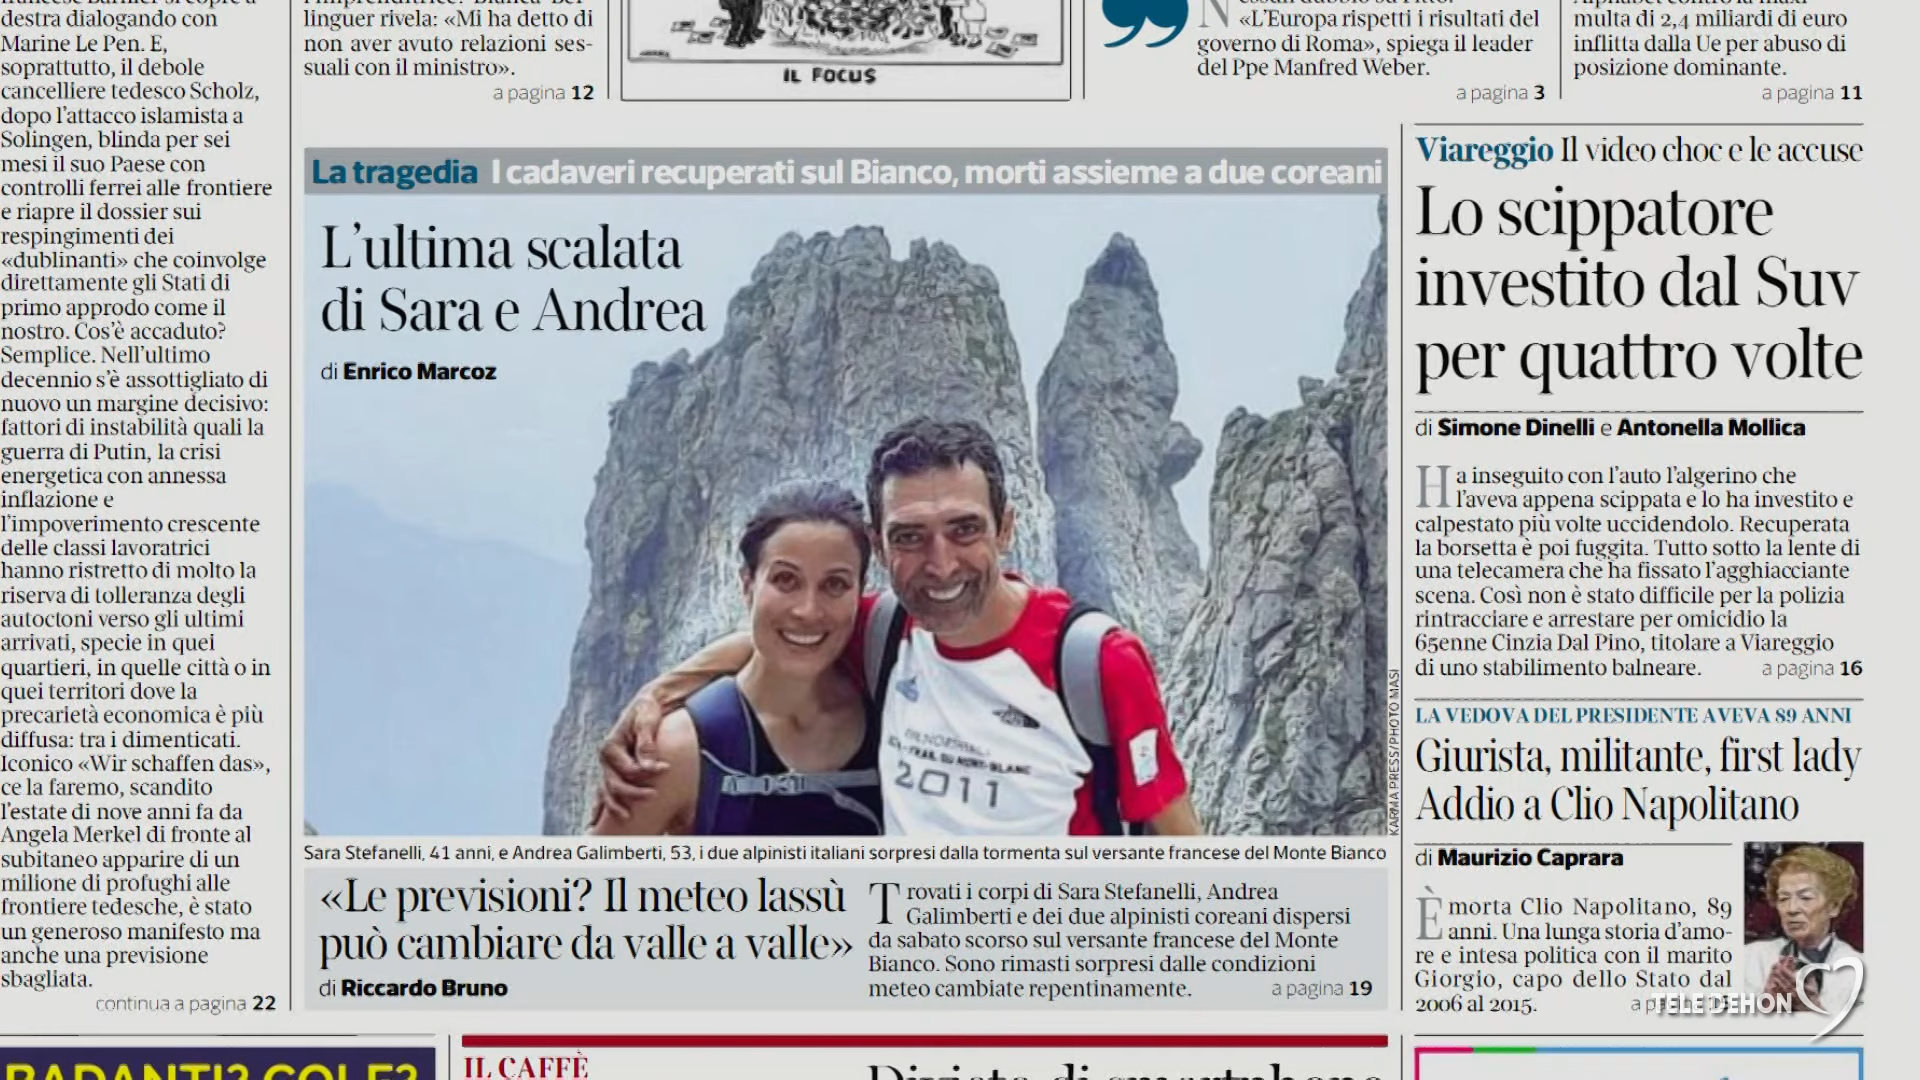 destra dialogando con
Marine Le Pen. E,
soprattutto, il debole
cancelliere tedesco Scholz,
dopo l'attacco islamista a
Solingen, blinda per sei
mesi il suo Paese con
controlli ferrei alle frontiere
e riapre il dossier sui
respingimenti dei
«dublinanti» che coinvolge
direttamente gli Stati di
primo approdo come il
nostro. Cos'è accaduto?
Semplice. Nell'ultimo
decennio s'è assottigliato di
nuovo un margine decisivo:
fattori di instabilità quali la
guerra di Putin, la crisi
energetica con annessa
inflazione e
l'impoverimento crescente
delle classi lavoratrici
hanno ristretto di molto la
riserva di tolleranza degli
autoctoni verso gli ultimi
arrivati, specie in quei
quartieri, in quelle città o in
quei territori dove la
precarietà economica è più
diffusa: tra i dimenticati.
Iconico «Wir schaffen das»,
ce la faremo, scandito
l'estate di nove anni fa da
Angela Merkel di fronte al
subitaneo apparire di un
milione di profughi alle
frontiere tedesche, è stato
un generoso manifesto ma
anche una previsione
sbagliata.
continua a pagina 22
linguer rivela: «Mi ha detto di
non aver avuto relazioni ses-
suali con il ministro».
a pagina 12
IL FOCUS
«L'Europa rispetti i risultati del
governo di Roma», spiega il leader
del Ppe Manfred Weber.
a pagina 3
multa di 2,4 miliardi di euro
inflitta dalla Ue per abuso di
posizione dominante.
a pagina 11
La tragedia I cadaveri recuperati sul Bianco, morti assieme a due coreani
L'ultima scalata
di Sara e Andrea
di Enrico Marcoz
2011
KARMA PRESS/PHOTO MASI
Sara Stefanelli, 41 anni, e Andrea Galimberti, 53, i due alpinisti italiani sorpresi dalla tormenta sul versante francese del Monte Bianco
«Le previsioni? Il meteo lassù
può cambiare da valle a valle»
di Riccardo Bruno
Trovati i corpi di Sara Stefanelli, Andrea
Galimberti e dei due alpinisti coreani dispersi
da sabato scorso sul versante francese del Monte
Bianco. Sono rimasti sorpresi dalle condizioni
meteo cambiate repentinamente.
a pagina 19
Viareggio Il video choc e le accuse
Lo scippatore
investito dal Suv
per quattro volte
di Simone Dinelli e Antonella Mollica
Ha inseguito con l'auto l'algerino che
l'aveva appena scippata e lo ha investito e
calpestato più volte uccidendolo. Recuperata
la borsetta è poi fuggita. Tutto sotto la lente di
una telecamera che ha fissato l'agghiacciante
scena. Così non è stato difficile per la polizia
rintracciare e arrestare per omicidio la
65enne Cinzia Dal Pino, titolare a Viareggio
di uno stabilimento balneare.
a pagina 16
LA VEDOVA DEL PRESIDENTE AVEVA 89 ANNI
Giurista, militante, first lady
Addio a Clio Napolitano
di Maurizio Caprara
È morta Clio Napolitano, 89
anni. Una lunga storia d'amo-
re e intesa politica con il marito
Giorgio, capo dello Stato dal
2006 al 2015.
TELE DEHON
BADANTI? COLF?
IL CAFFÈ